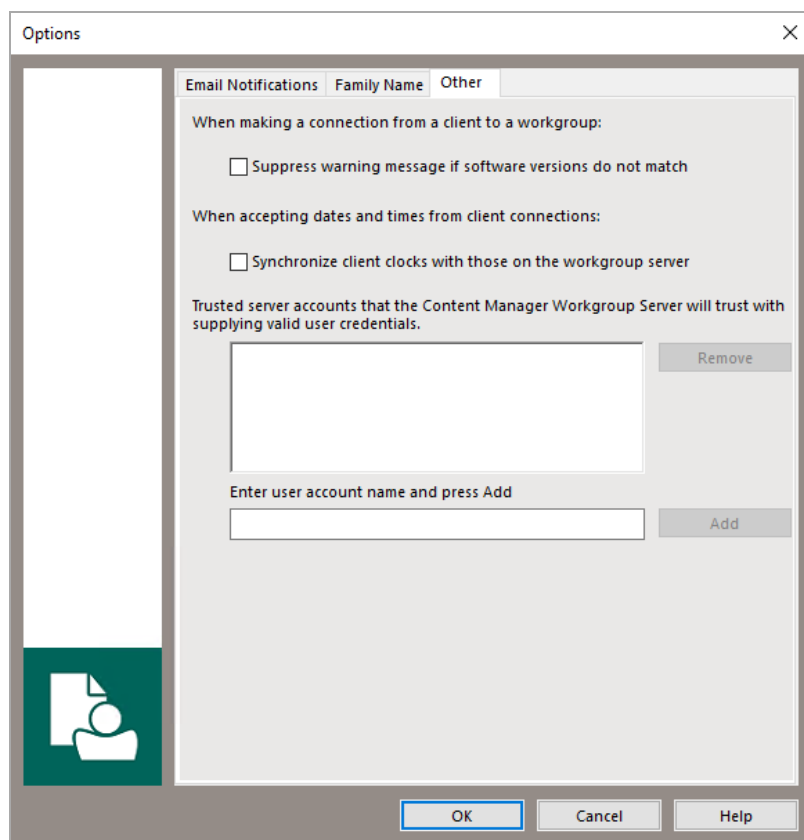 Options
Email Notifications
Family Name
Other
When making a connection from a client to a workgroup:
Suppress warning message if software versions do not match
When accepting dates and times from client connections:
Synchronize client clocks with those on the workgroup server
Trusted server accounts that the Content Manager Workgroup Server will trust with
supplying valid user credentials.
Remove
Enter user account name and press Add
Add
OK
Cancel
Help